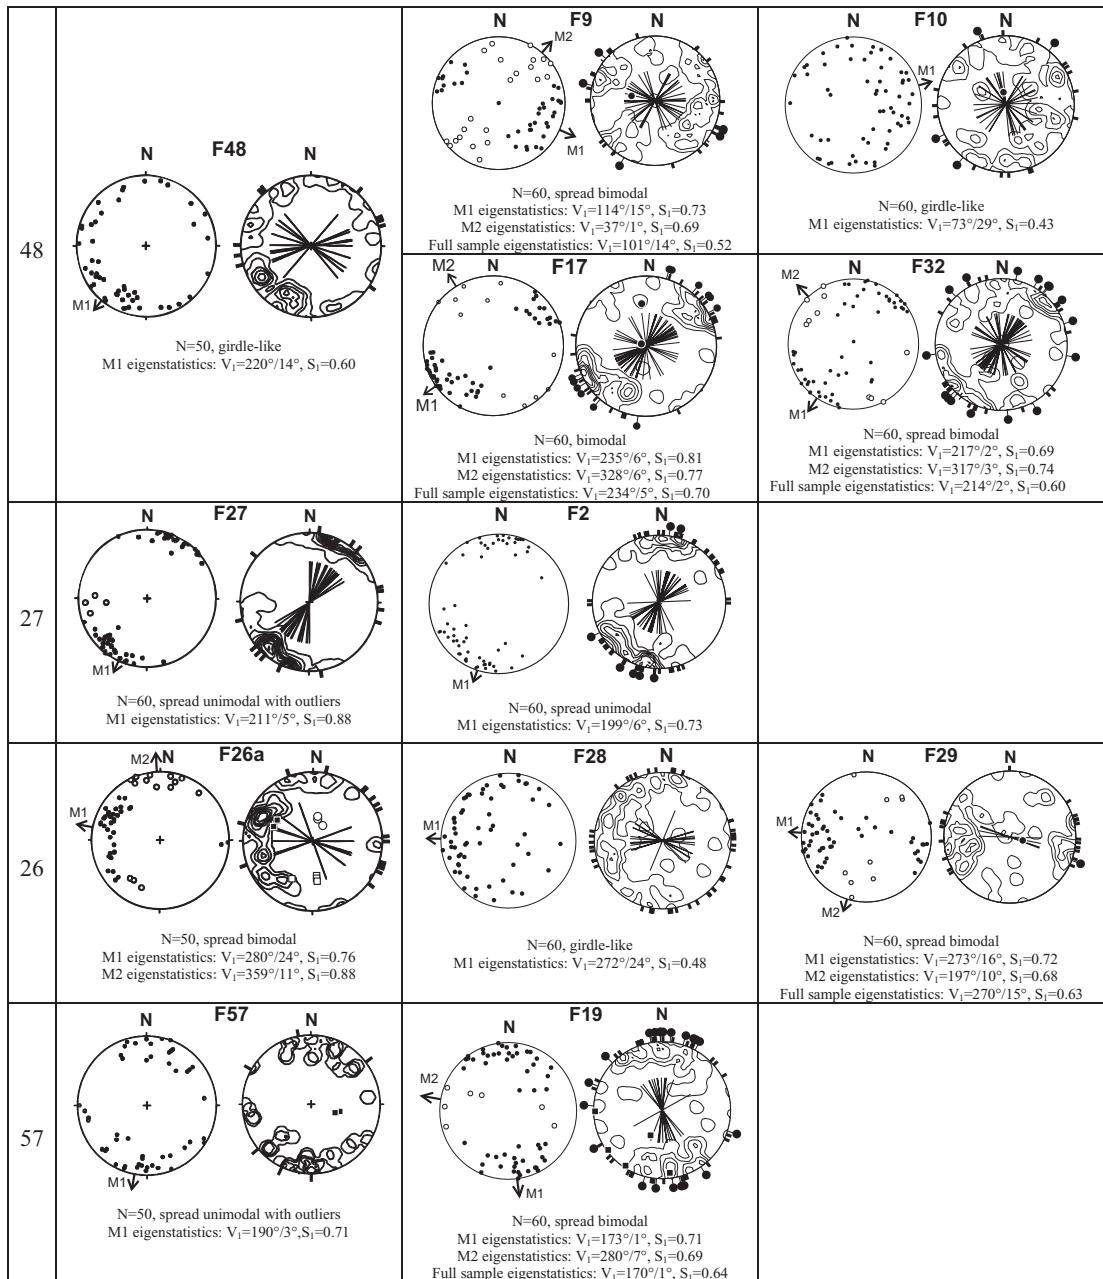 48
N
F48
M1
N=50, girdle-like
M1 eigenstatistics: V₁=220°/14°, S₁=0.60
N
F9
M2
M1
N=60, spread bimodal
M1 eigenstatistics: V₁=114°/15°, S₁=0.73
M2 eigenstatistics: V₁=37°/1°, S₁=0.69
Full sample eigenstatistics: V₁=101°/14°, S₁=0.52
N
F10
M1
N=60, girdle-like
M1 eigenstatistics: V₁=73°/29°, S₁=0.43
M2
N
F17
N
M1
N=60, bimodal
M1 eigenstatistics: V₁=235°/6°, S₁=0.81
M2 eigenstatistics: V₁=328°/6°, S₁=0.77
Full sample eigenstatistics: V₁=234°/5°, S₁=0.70
M2
N
F32
N
M1
N=60, spread bimodal
M1 eigenstatistics: V₁=217°/2°, S₁=0.69
M2 eigenstatistics: V₁=317°/3°, S₁=0.74
Full sample eigenstatistics: V₁=214°/2°, S₁=0.60
27
N
F27
N
M1
N=60, spread unimodal with outliers
M1 eigenstatistics: V₁=211°/5°, S₁=0.88
N
F2
N
M1
N=60, spread unimodal
M1 eigenstatistics: V₁=199°/6°, S₁=0.73
26
M2
N
F26a
N
M1
N=50, spread bimodal
M1 eigenstatistics: V₁=280°/24°, S₁=0.76
M2 eigenstatistics: V₁=359°/11°, S₁=0.88
N
F28
N
M1
N=60, girdle-like
M1 eigenstatistics: V₁=272°/24°, S₁=0.48
N
F29
N
M1
M2
N=60, spread bimodal
M1 eigenstatistics: V₁=273°/16°, S₁=0.72
M2 eigenstatistics: V₁=197°/10°, S₁=0.68
Full sample eigenstatistics: V₁=270°/15°, S₁=0.63
57
N
F57
N
M1
N=50, spread unimodal with outliers
M1 eigenstatistics: V₁=190°/3°,S₁=0.71
N
F19
N
M2
M1
N=60, spread bimodal
M1 eigenstatistics: V₁=173°/1°, S₁=0.71
M2 eigenstatistics: V₁=280°/7°, S₁=0.69
Full sample eigenstatistics: V₁=170°/1°, S₁=0.64